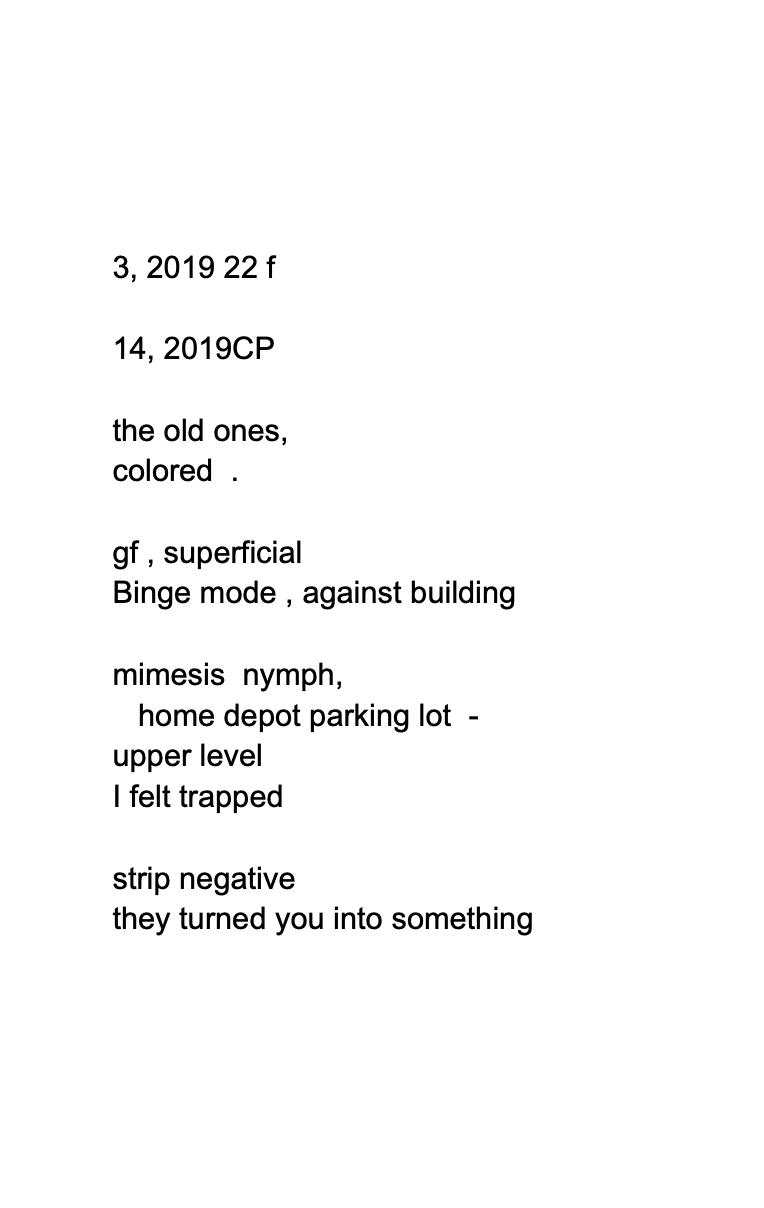 3, 2019 22 f
14, 2019CP
the old ones,
colored  .
gf , superficial
Binge mode , against building
mimesis  nymph,
   home depot parking lot  -
upper level
I felt trapped
strip negative
they turned you into something